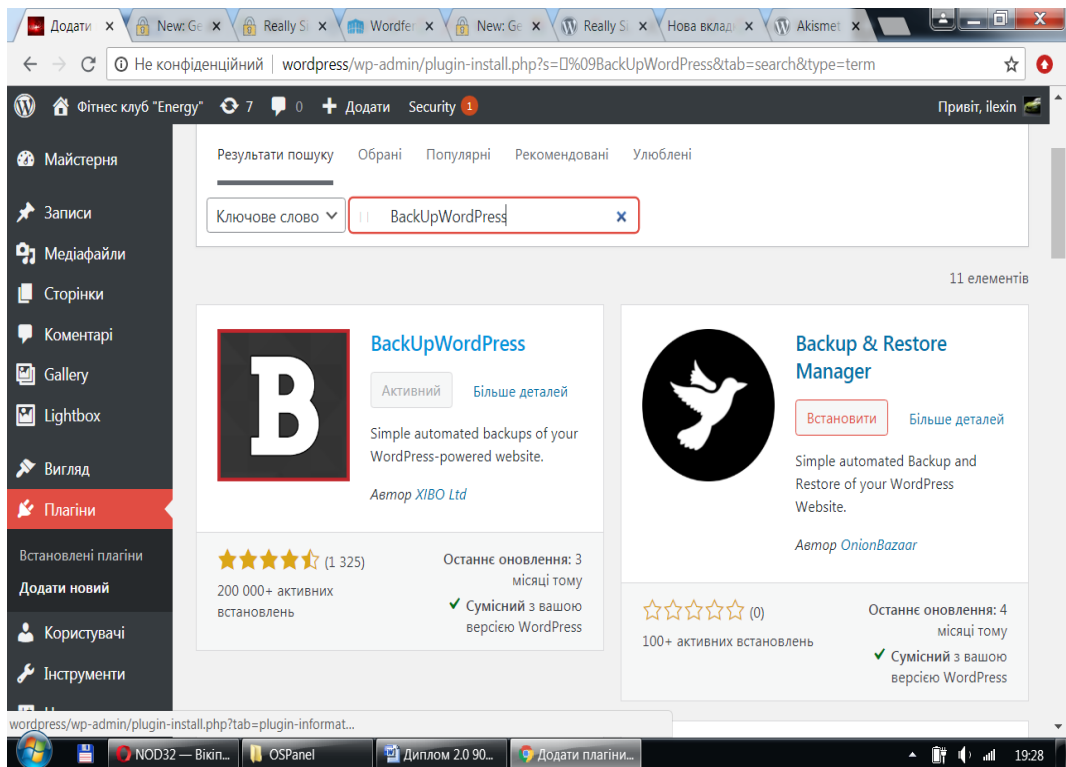 Додати
New: Ge
Really Si
Wordfer
New: Ge
Really Si
Нова вклад
Akismet
Не конфіденційний | wordpress/wp-admin/plugin-install.php?s=▯%09BackUpWordPress&tab=search&type=term
Фітнес клуб "Energy" 7 0 Додати Security 1 Привіт, ilexin
Майстерня
Записи
Медіафайли
Сторінки
Коментарі
Gallery
Lightbox
Вигляд
Плагіни
Встановлені плагіни
Додати новий
Користувачі
Інструменти
Результати пошуку Обрані Популярні Рекомендовані Улюблені
Ключове слово BackUpWordPress
11 елементів
BackUpWordPress
Активний Більше деталей
Simple automated backups of your
WordPress-powered website.
Автор XIBO Ltd
(1 325)
200 000+ активних
встановлень
Останнє оновлення: 3
місяці тому
Сумісний з вашою
версією WordPress
Backup & Restore
Manager
Встановити Більше деталей
Simple automated Backup and
Restore of your WordPress
Website.
Автор OnionBazaar
(0)
100+ активних встановлень
Останнє оновлення: 4
місяці тому
Сумісний з вашою
версією WordPress
wordpress/wp-admin/plugin-install.php?tab=plugin-informat...
NOD32 — Вікіп... OSPanel Диплом 2.0 90... Додати плагіни... 19:28